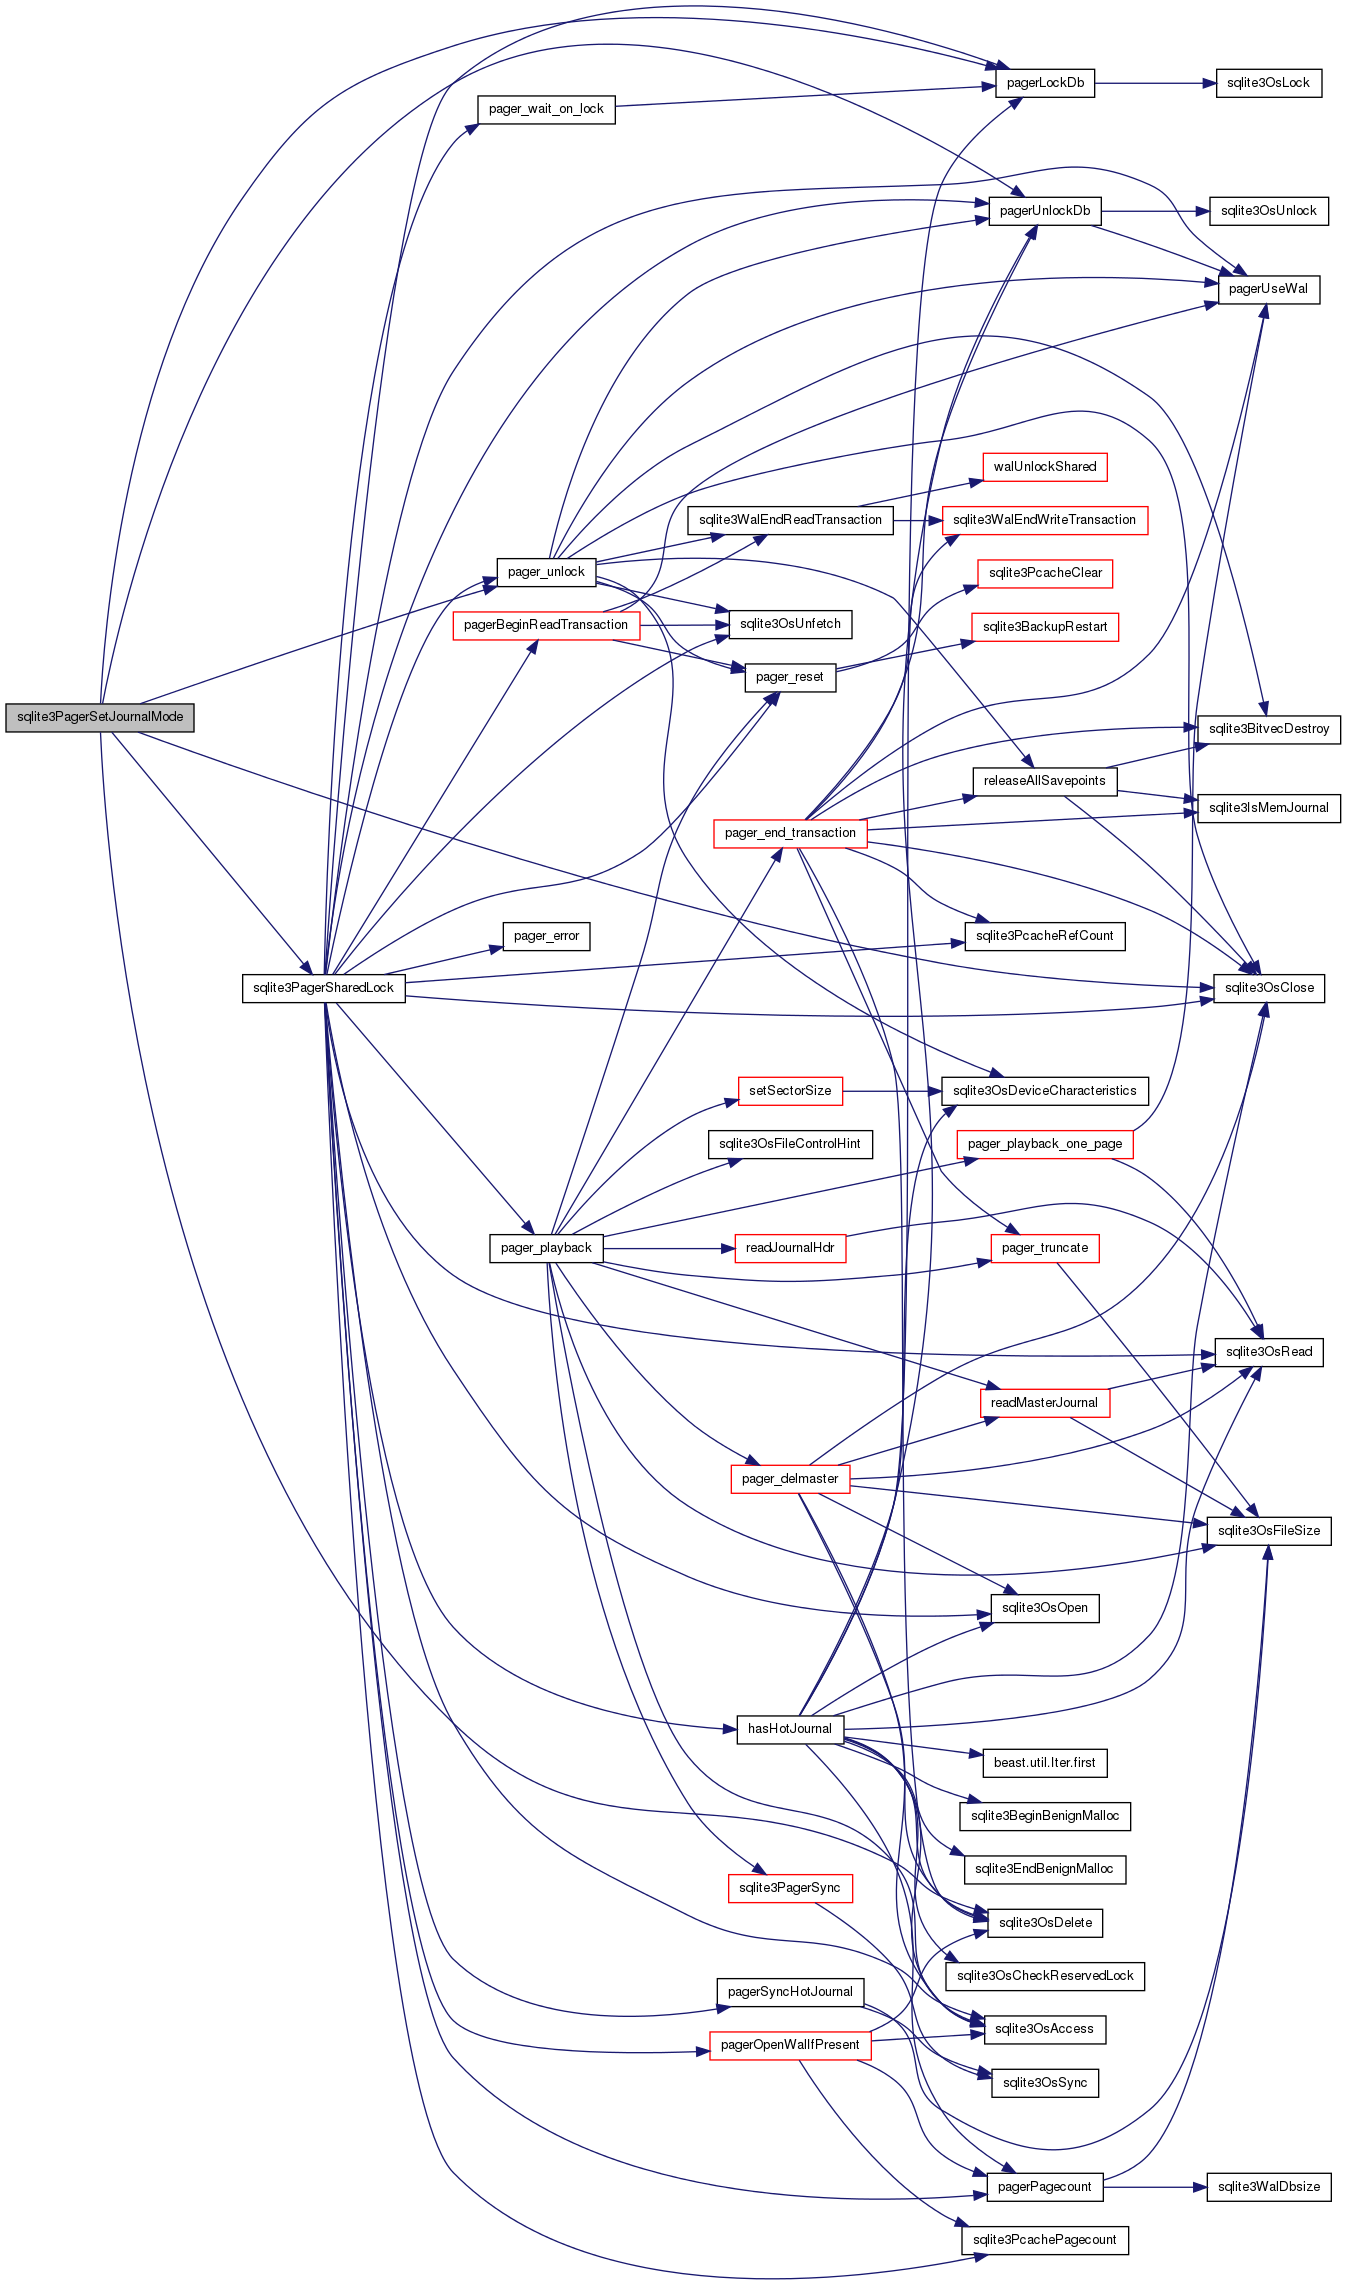 pagerLockDb
sqlite3OsLock
pager_wait_on_lock
pagerUnlockDb
sqlite3OsUnlock
pagerUseWal
walUnlockShared
sqlite3WalEndReadTransaction
sqlite3WalEndWriteTransaction
pager_unlock
sqlite3PcacheClear
pagerBeginReadTransaction
sqlite3OsUnfetch
sqlite3BackupRestart
pager_reset
sqlite3PagerSetJournalMode
sqlite3BitvecDestroy
releaseAllSavepoints
sqlite3IsMemJournal
pager_end_transaction
pager_error
sqlite3PcacheRefCount
sqlite3PagerSharedLock
sqlite3OsClose
setSectorSize
sqlite3OsDeviceCharacteristics
sqlite3OsFileControlHint
pager_playback_one_page
pager_playback
readJournalHdr
pager_truncate
sqlite3OsRead
readMasterJournal
pager_delmaster
sqlite3OsFileSize
sqlite3OsOpen
hasHotJournal
beast.util.Iter.first
sqlite3BeginBenignMalloc
sqlite3EndBenignMalloc
sqlite3PagerSync
sqlite3OsDelete
sqlite3OsCheckReservedLock
pagerSyncHotJournal
sqlite3OsAccess
pagerOpenWalIfPresent
sqlite3OsSync
pagerPagecount
sqlite3WalDbsize
sqlite3PcachePagecount